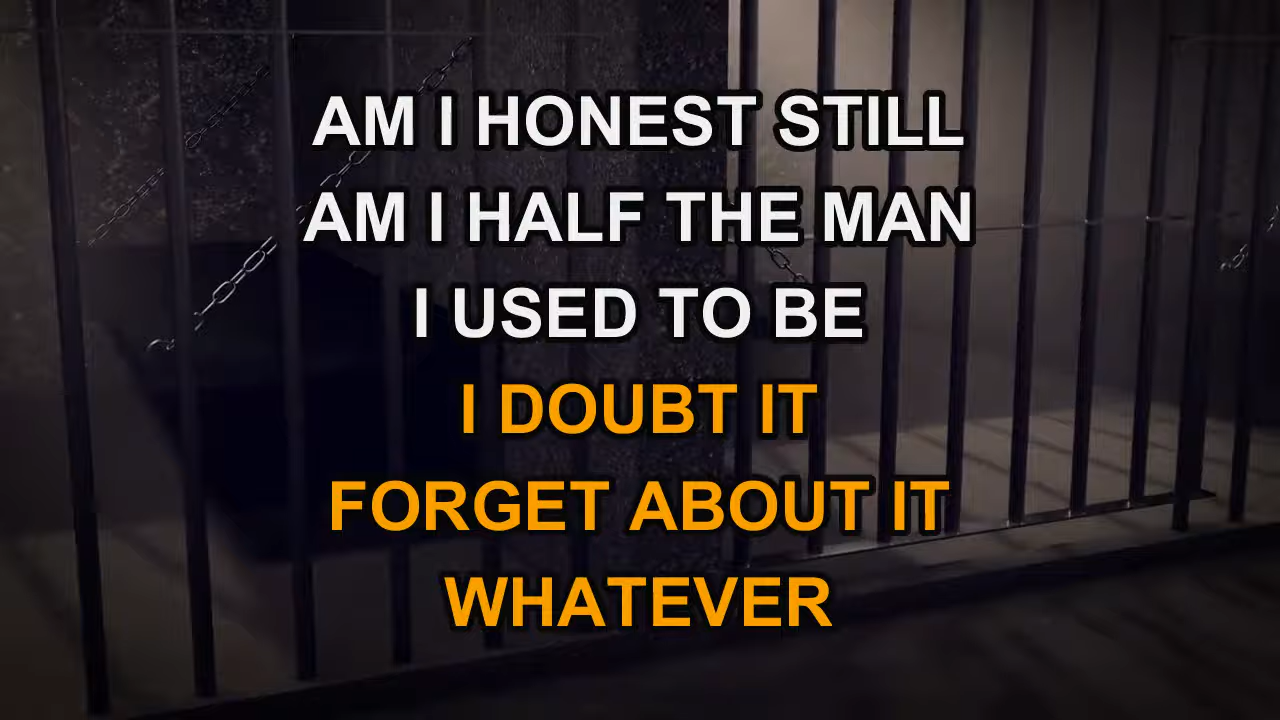 AM I HONEST STILL
AM I HALF THE MAN
I USED TO BE
I DOUBT IT
FORGET ABOUT IT
WHATEVER